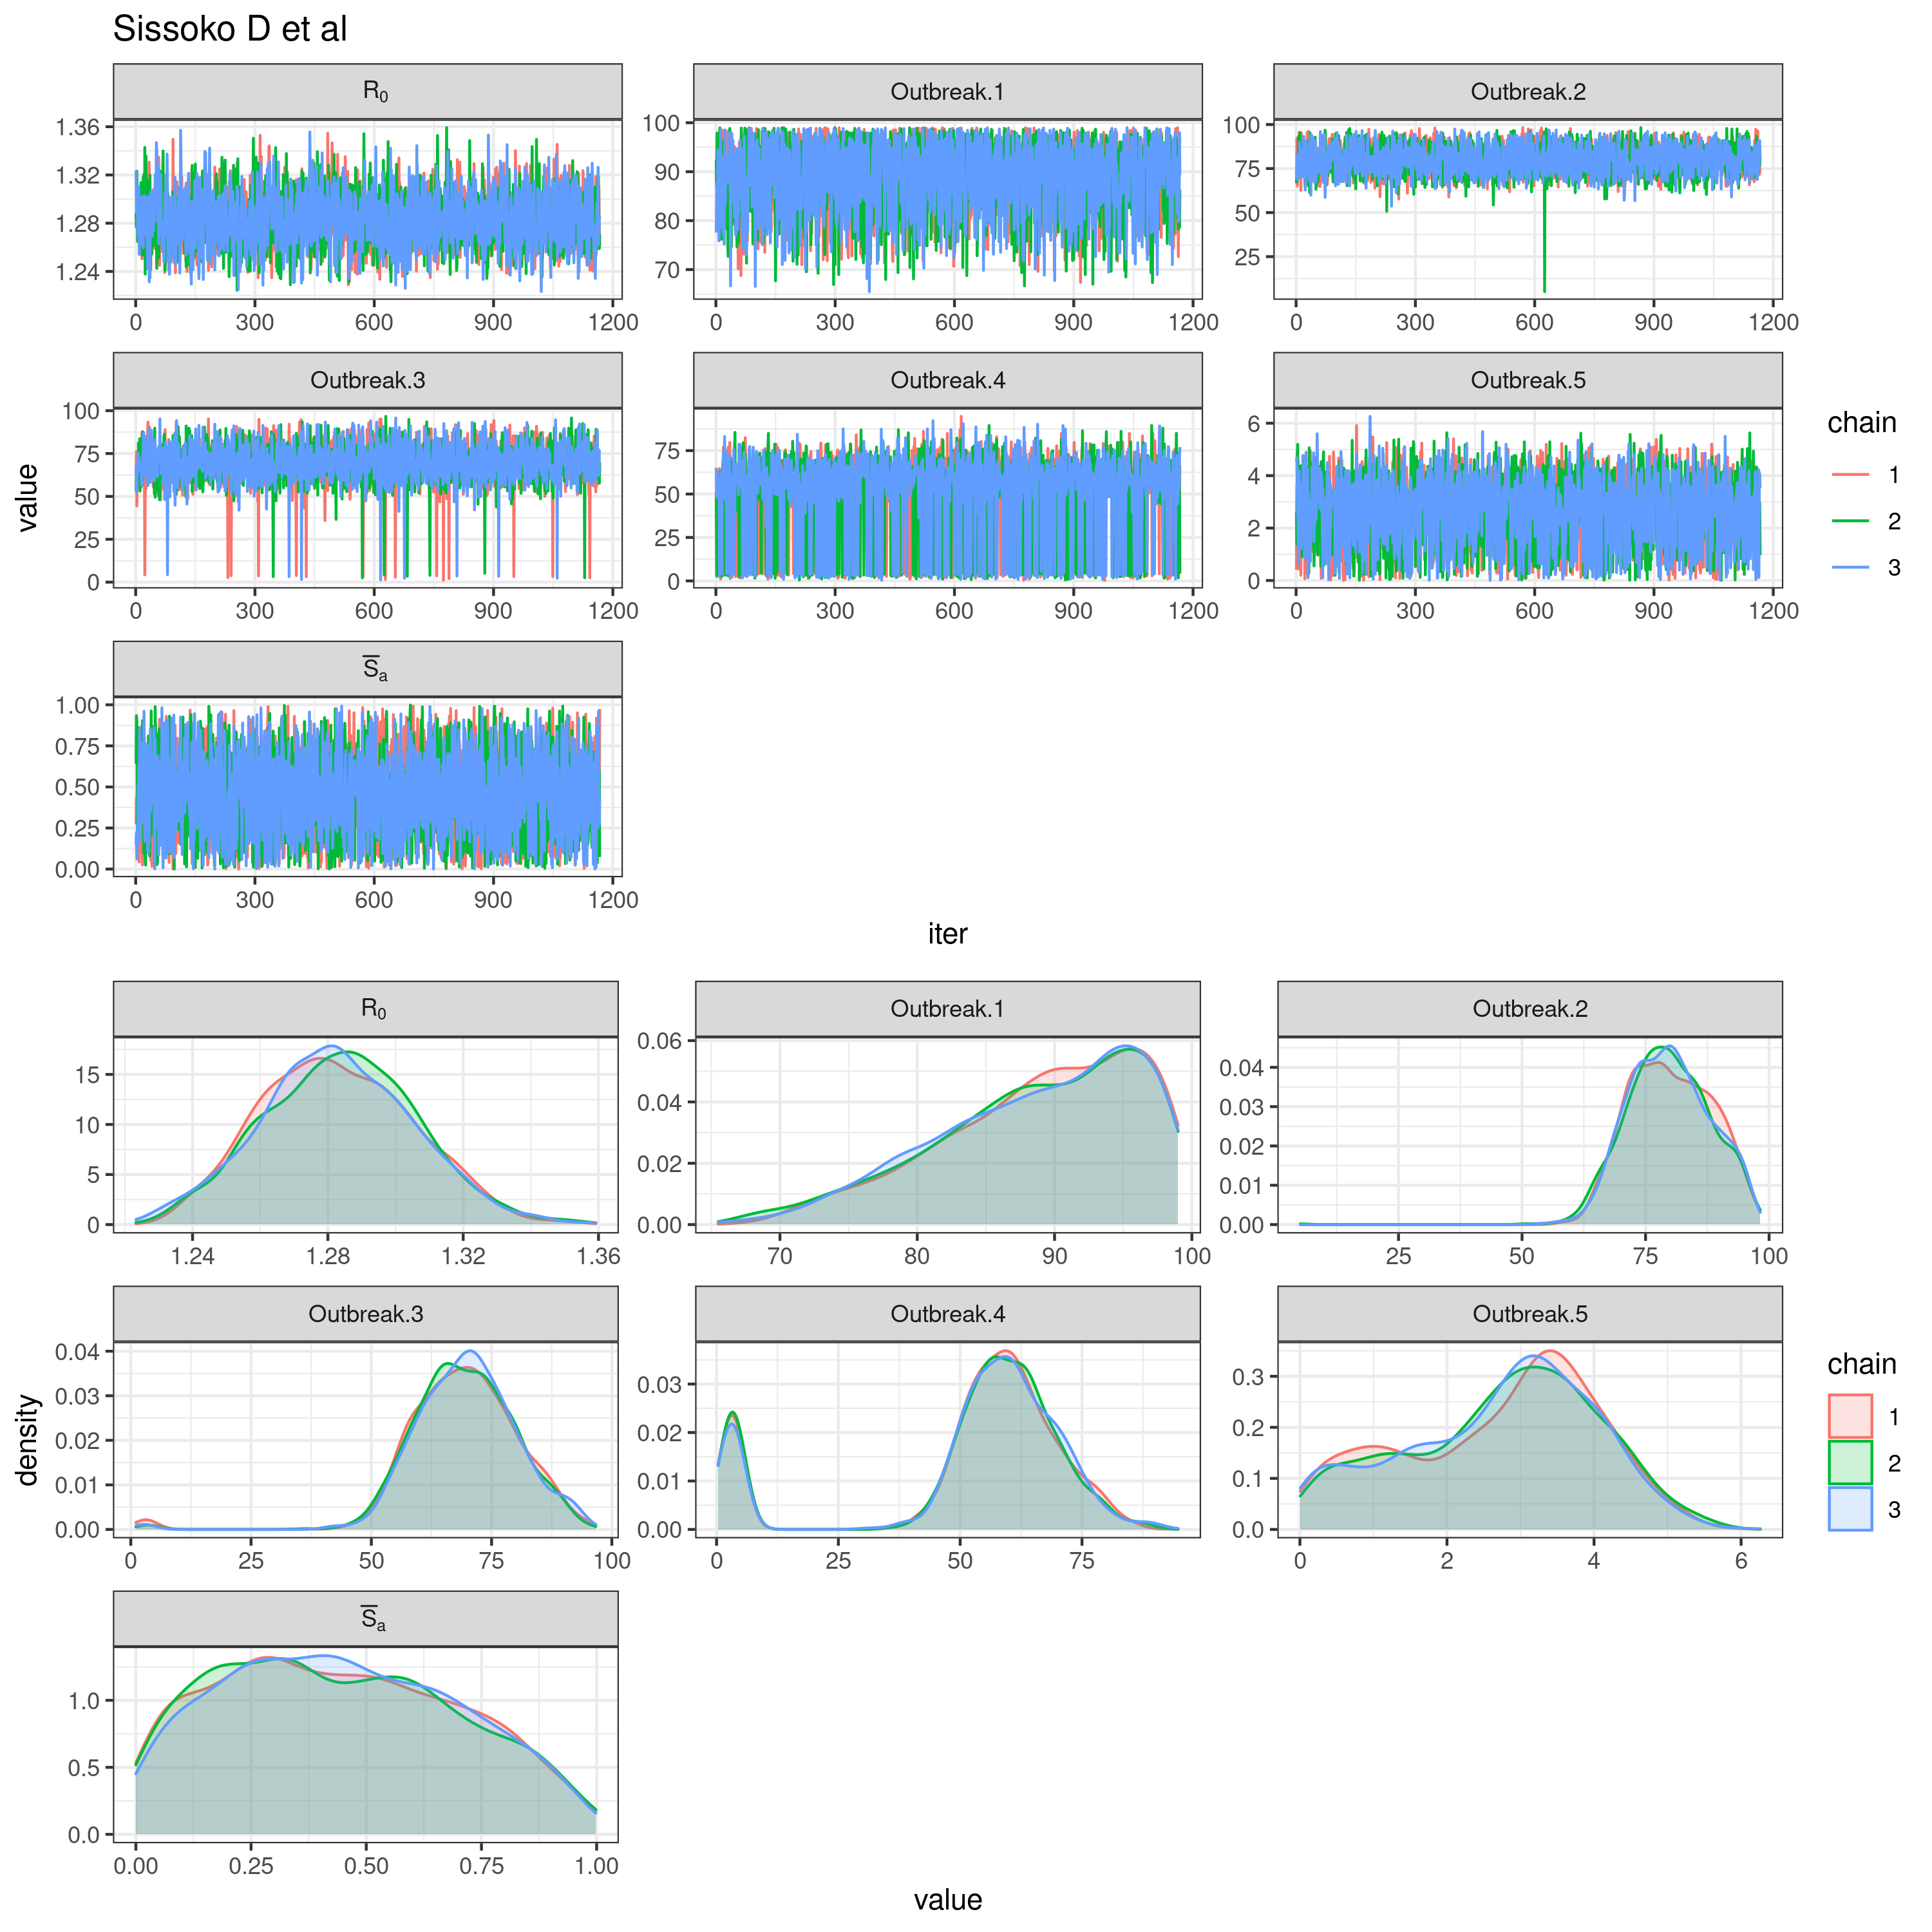 Sissoko D et al
R0 Outbreak.1 Outbreak.2
1.36
1.32
1.28
1.24
0 300 600 900 1200
100
90
80
70
0 300 600 900 1200
100
75
50
25
0 300 600 900 1200
Outbreak.3 Outbreak.4 Outbreak.5
100
75
50
25
0
0 300 600 900 1200
75
50
25
0
0 300 600 900 1200
6
4
2
0
0 300 600 900 1200
value
chain
1
2
3
S̅a
1.00
0.75
0.50
0.25
0.00
0 300 600 900 1200
iter
R0 Outbreak.1 Outbreak.2
15
10
5
0
1.24 1.28 1.32 1.36
0.06
0.04
0.02
0.00
70 80 90 100
0.04
0.03
0.02
0.01
0.00
25 50 75 100
Outbreak.3 Outbreak.4 Outbreak.5
0.04
0.03
0.02
0.01
0.00
0 25 50 75 100
0.03
0.02
0.01
0.00
0 25 50 75
0.3
0.2
0.1
0.0
0 2 4 6
density
chain
1
2
3
S̅a
1.0
0.5
0.0
0.00 0.25 0.50 0.75 1.00
value